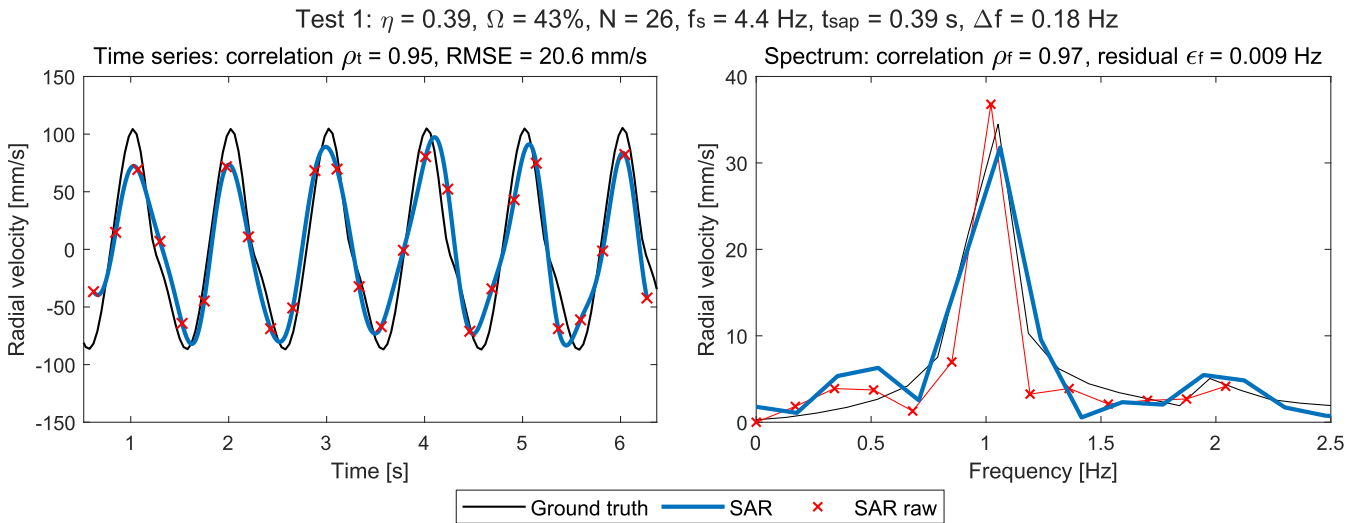 Test 1: η = 0.39, Ω = 43%, N = 26, fs = 4.4 Hz, tsap = 0.39 s, Δf = 0.18 Hz
Time series: correlation ρt = 0.95, RMSE = 20.6 mm/s
Radial velocity [mm/s]
150
100
50
0
-50
-100
-150
1 2 3 4 5 6
Time [s]
Spectrum: correlation ρf = 0.97, residual ϵf = 0.009 Hz
Radial velocity [mm/s]
40
30
20
10
0
0 0.5 1 1.5 2 2.5
Frequency [Hz]
Ground truth SAR SAR raw